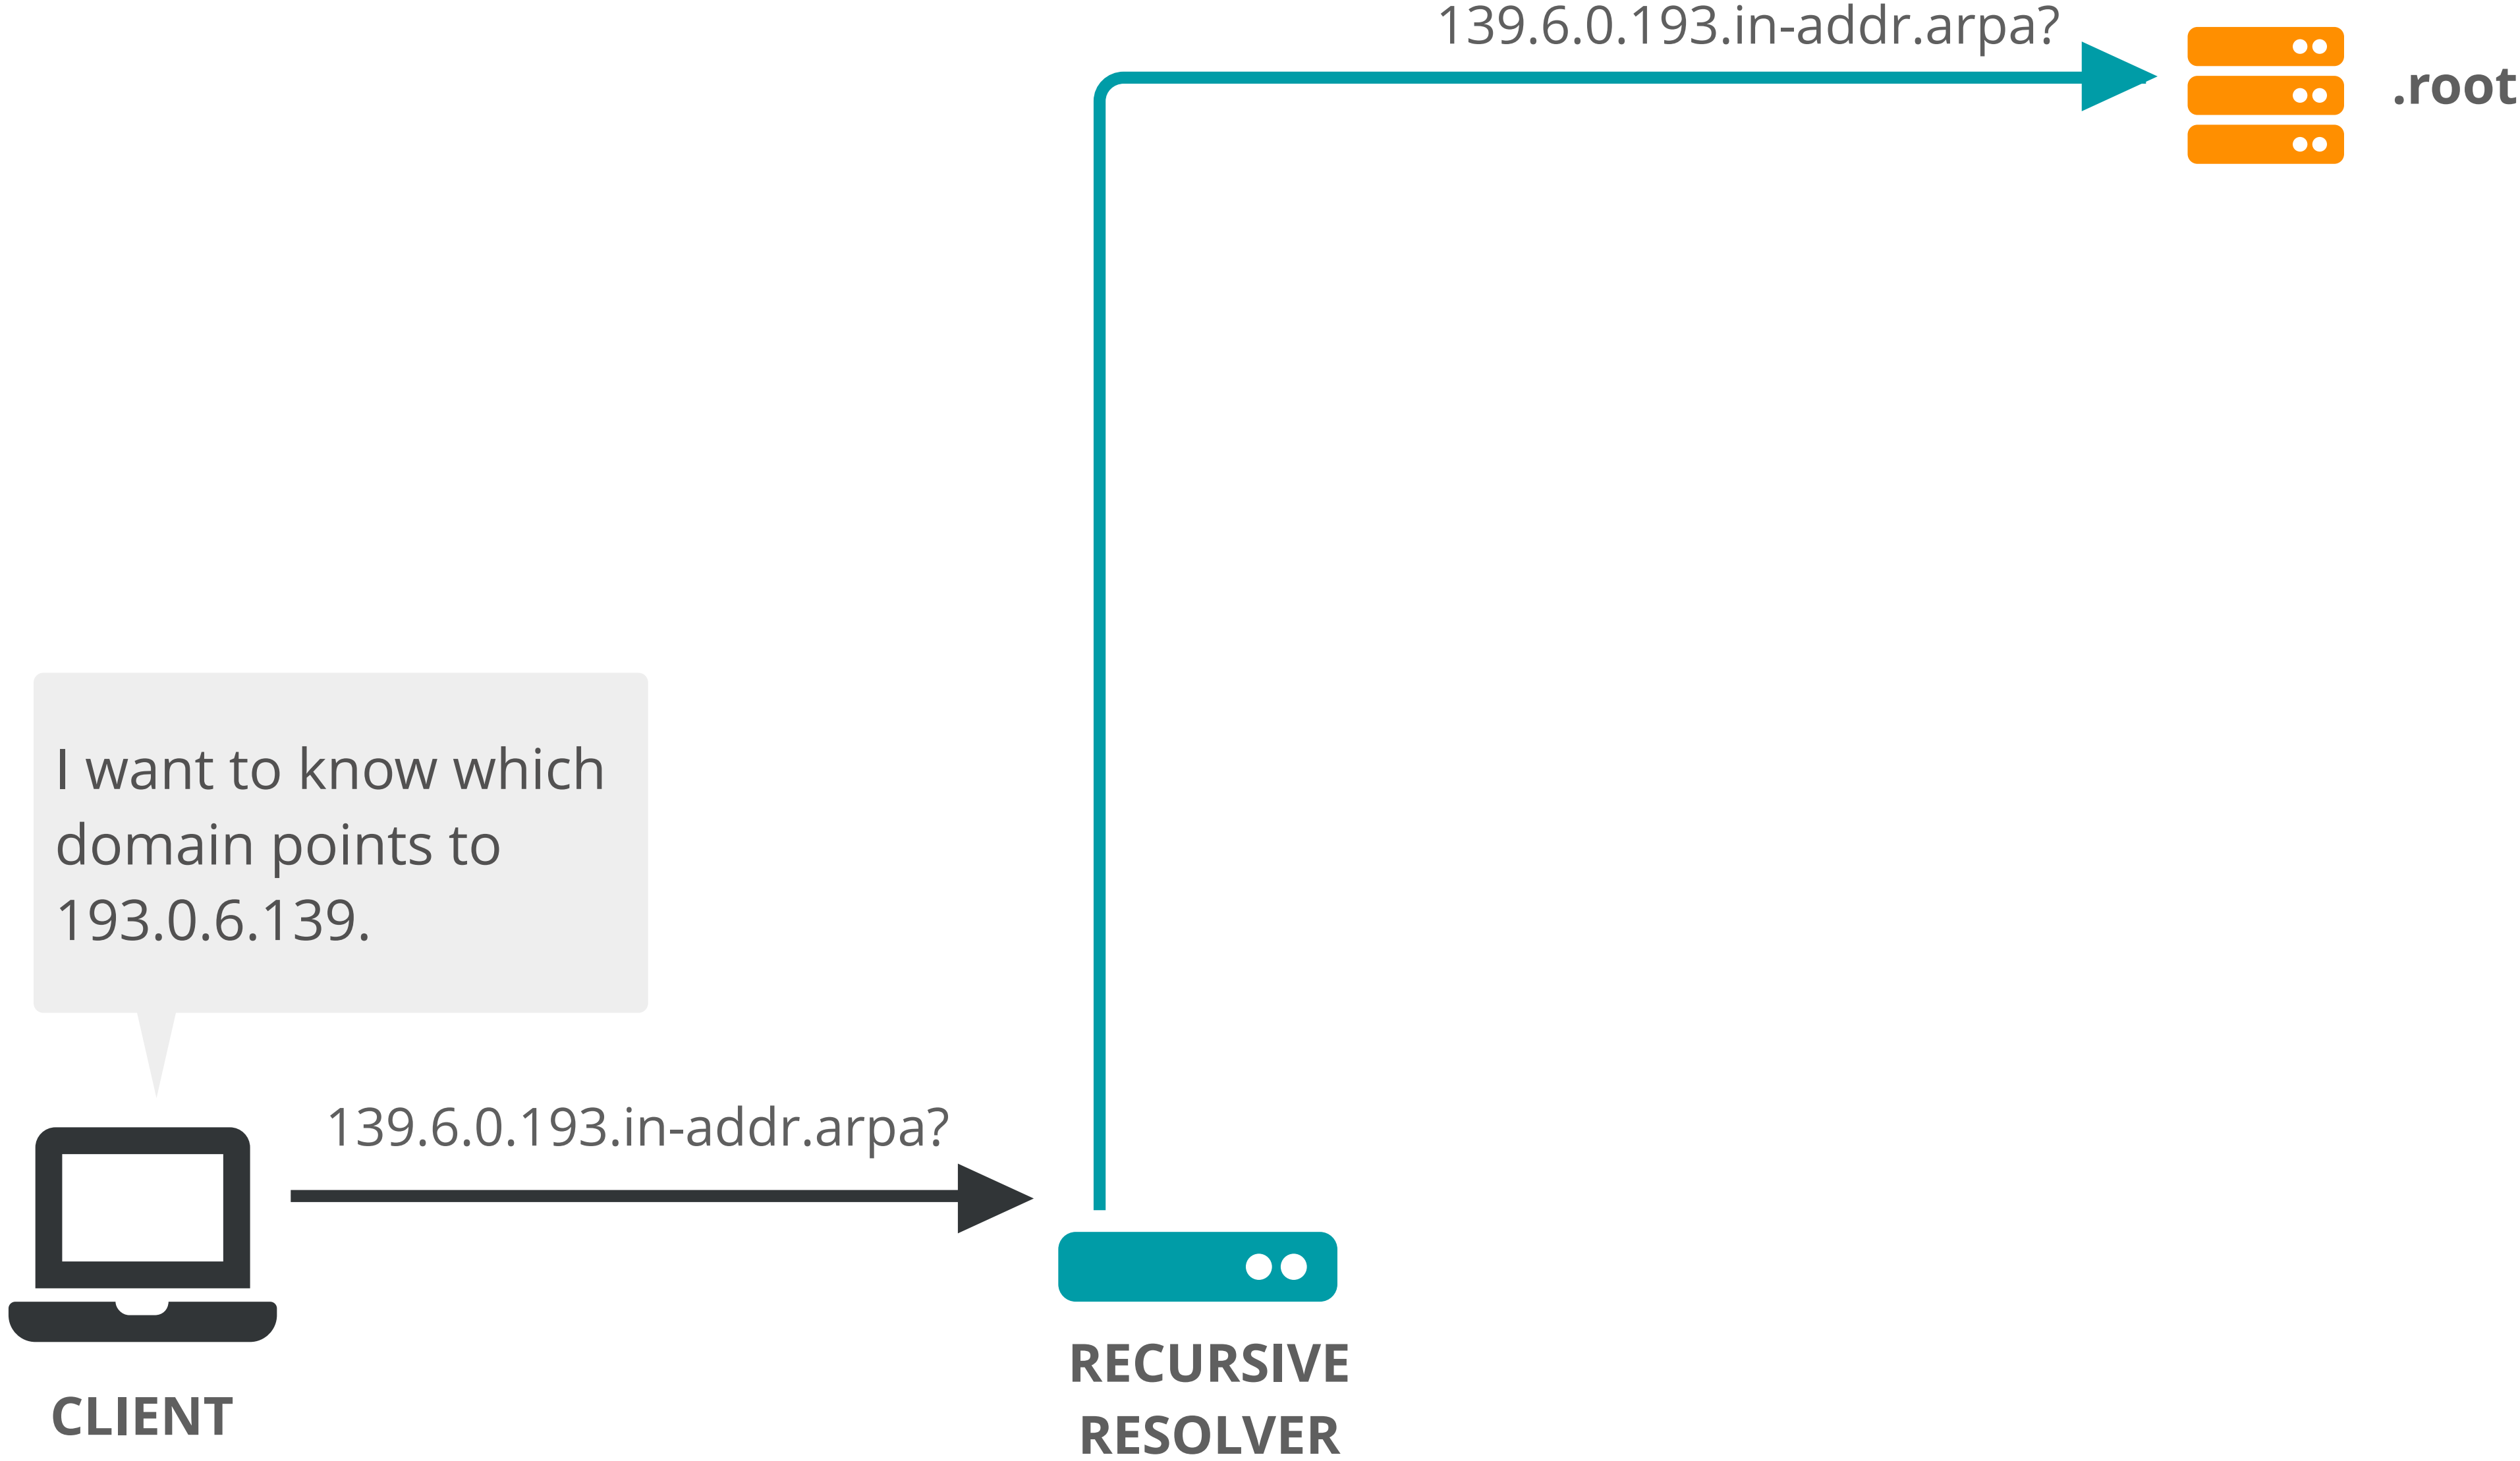 139.6.0.193.in-addr.arpa?
.root
I want to know which
domain points to
193.0.6.139.
139.6.0.193.in-addr.arpa?
CLIENT
RECURSIVE
RESOLVER